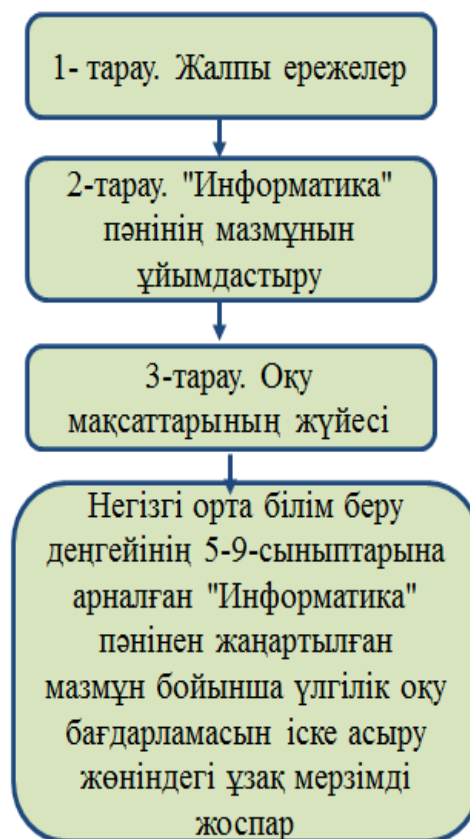 1- тарау. Жалпы ережелер
2-тарау. "Информатика"
пәнінің мазмұнын
ұйымдастыру
3-тарау. Оқу
мақсаттарының жүйесі
Негізгі орта білім беру
деңгейінің 5-9-сыныптарына
арналған "Информатика"
пәнінен жаңартылған
мазмұн бойынша үлгілік оқу
бағдарламасын іске асыру
жөніндегі ұзақ мерзімді
жоспар